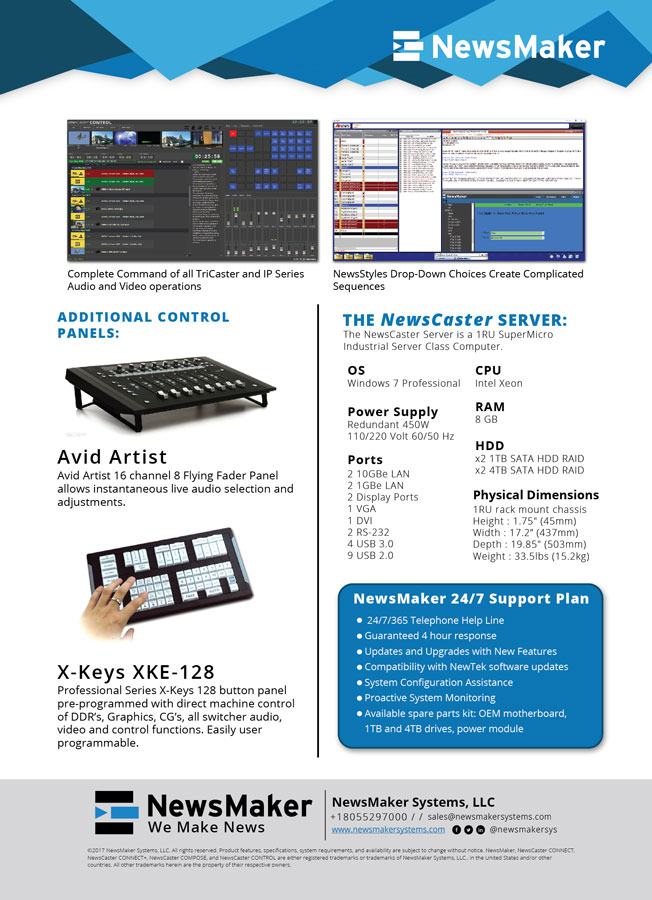 NewsMaker
CONTROL
00:25:50
Complete Command of all TriCaster and IP Series
Audio and Video operations
NewsMaker
NewsStyles Drop-Down Choices Create Complicated
Sequences
ADDITIONAL CONTROL
PANELS:
Avid Artist
Avid Artist 16 channel 8 Flying Fader Panel
allows instantaneous live audio selection and
adjustments.
X-Keys XKE-128
Professional Series X-Keys 128 button panel
pre-programmed with direct machine control
of DDR's, Graphics, CG's, all switcher audio,
video and control functions. Easily user
programmable.
THE NewsCaster SERVER:
The NewsCaster Server is a 1RU SuperMicro
Industrial Server Class Computer.
OS
Windows 7 Professional
Power Supply
Redundant 450W
110/220 Volt 60/50 Hz
Ports
2 10GBe LAN
2 1GBe LAN
2 Display Ports
1 VGA
1 DVI
2 RS-232
4 USB 3.0
9 USB 2.0
CPU
Intel Xeon
RAM
8 GB
HDD
x2 1TB SATA HDD RAID
x2 4TB SATA HDD RAID
Physical Dimensions
1RU rack mount chassis
Height : 1.75" (45mm)
Width : 17.2" (437mm)
Depth : 19.85" (503mm)
Weight : 33.5lbs (15.2kg)
NewsMaker 24/7 Support Plan
● 24/7/365 Telephone Help Line
● Guaranteed 4 hour response
● Updates and Upgrades with New Features
● Compatibility with NewTek software updates
● System Configuration Assistance
● Proactive System Monitoring
● Available spare parts kit: OEM motherboard,
1TB and 4TB drives, power module
NewsMaker
We Make News
NewsMaker Systems, LLC
+18055297000 / / sales@newsmakersystems.com
www.newsmakersystems.com @newsmakersys
©2017 NewsMaker Systems, LLC. All rights reserved. Product features, specifications, system requirements, and availability are subject to change without notice. NewsMaker, NewsCaster CONNECT,
NewsCaster CONNECT+, NewsCaster COMPOSE, and NewsCaster CONTROL are either registered trademarks or trademarks of NewsMaker Systems, LLC., in the United States and/or other
countries. All other trademarks herein are the property of their respective owners.